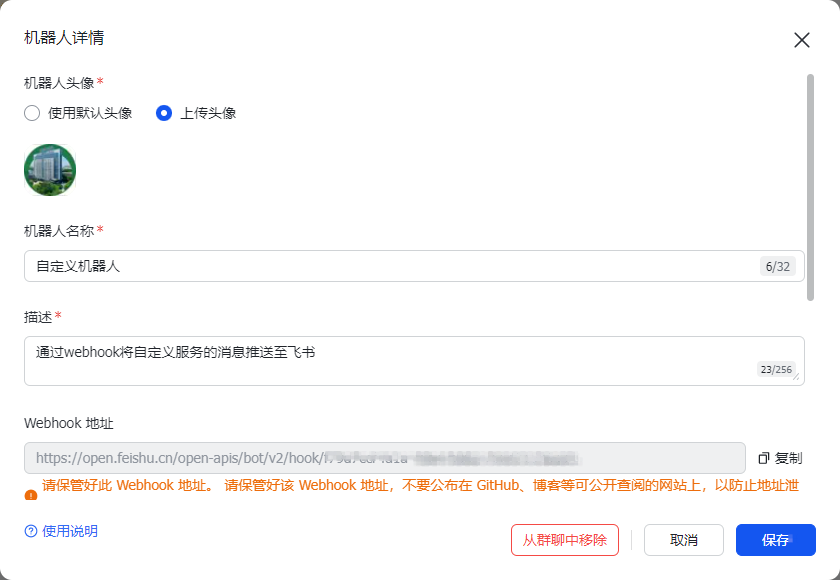 机器人详情
机器人头像*
使用默认头像 上传头像
机器人名称*
自定义机器人 6/32
描述*
通过webhook将自定义服务的消息推送至飞书
23/256
Webhook 地址
https://open.feishu.cn/open-apis/bot/v2/hook/ 复制
请保管好此 Webhook 地址。 请保管好该 Webhook 地址，不要公布在 GitHub、博客等可公开查阅的网站上，以防止地址泄
使用说明 从群聊中移除 取消 保存